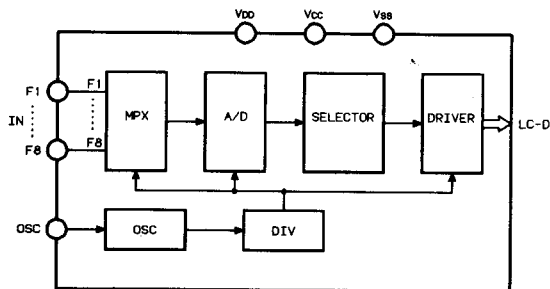 VDD VCC VSS
F1 F1
IN
F8 F8
MPX A/D SELECTOR DRIVER LC-D
OSC OSC DIV